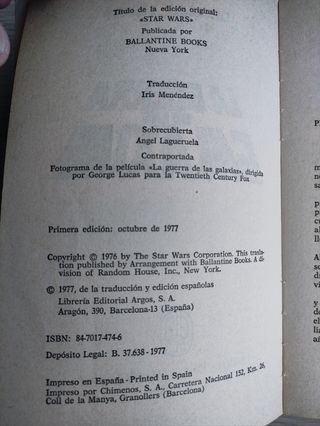 Título de la edición original:
«STAR WARS»
Publicada por
BALLANTINE BOOKS
Nueva York
Traducción
Iris Menéndez
Sobrecubierta
Angel Lagueruela
Contraportada
Fotograma de la película «La guerra de las galaxias», dirigida
por George Lucas para la Twentieth Century Fox
Primera edición: octubre de 1977
Copyright © 1976 by The Star Wars Corporation. This trans-
lation published by Arrangement with Ballantine Books. A di-
vision of Random House, Inc., New York.
© 1977, de la traducción y edición españolas
Librería Editorial Argos, S. A.
Aragón, 390, Barcelona-13 (España)
ISBN: 84-7017-474-6
Depósito Legal: B. 37.638-1977
Impreso en España - Printed in Spain
Impreso por Chimenos, S. A., Carretera Nacional 152, Km. 26,
Coll de la Manya, Granollers (Barcelona)